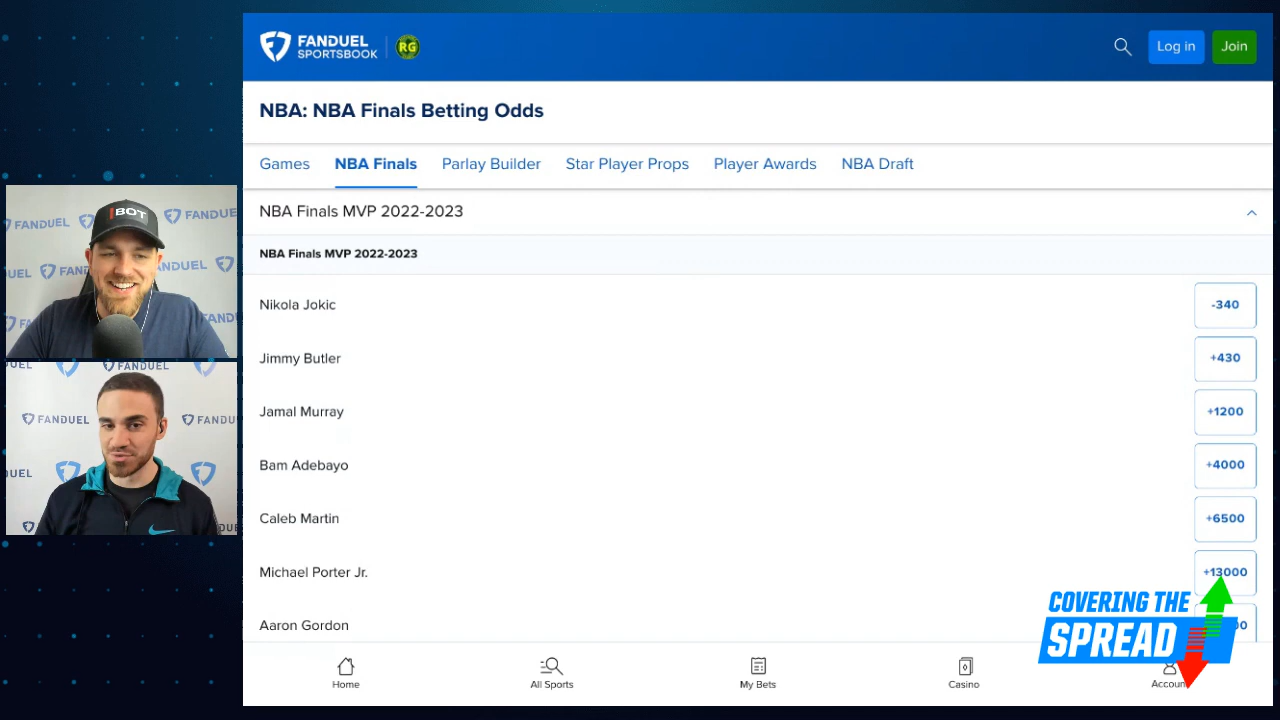 FANDUEL
SPORTSBOOK
RG
Log in
Join
NBA: NBA Finals Betting Odds
Games NBA Finals Parlay Builder Star Player Props Player Awards NBA Draft
NBA Finals MVP 2022-2023
NBA Finals MVP 2022-2023
Nikola Jokic -340
Jimmy Butler +430
Jamal Murray +1200
Bam Adebayo +4000
Caleb Martin +6500
Michael Porter Jr. +13000
Aaron Gordon
Home All Sports My Bets Casino Accoun
COVERING THE
SPREAD
BOT
FANDUEL
FANDUEL
FANDUEL